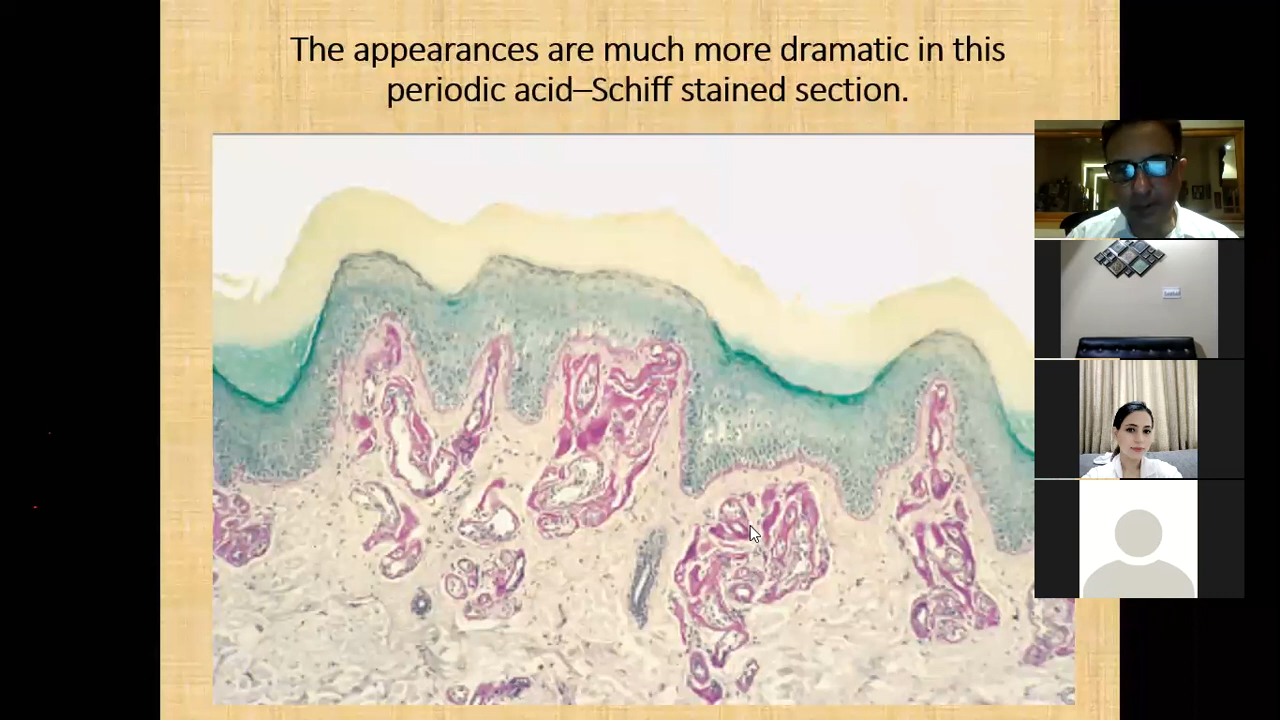 The appearances are much more dramatic in this
periodic acid–Schiff stained section.